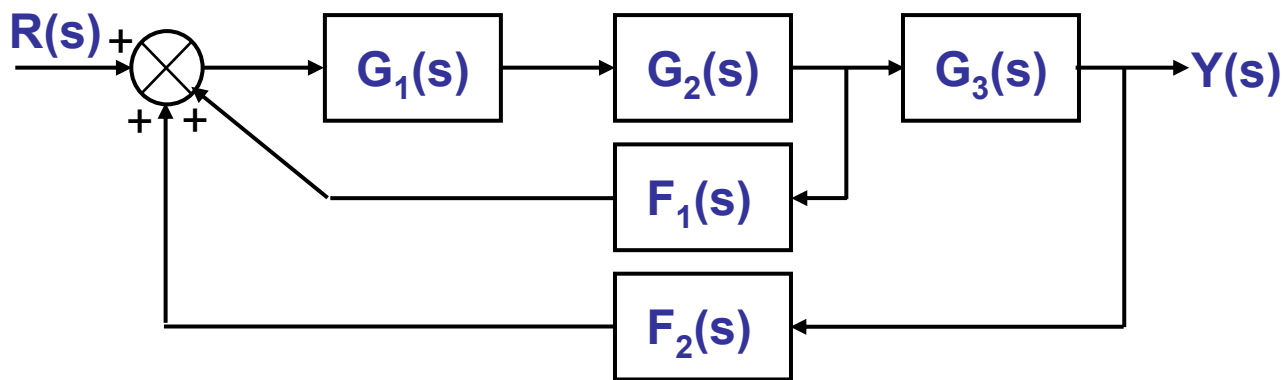 R(s) +
G₁(s)
G₂(s)
G₃(s)
Y(s)
+ +
F₁(s)
F₂(s)